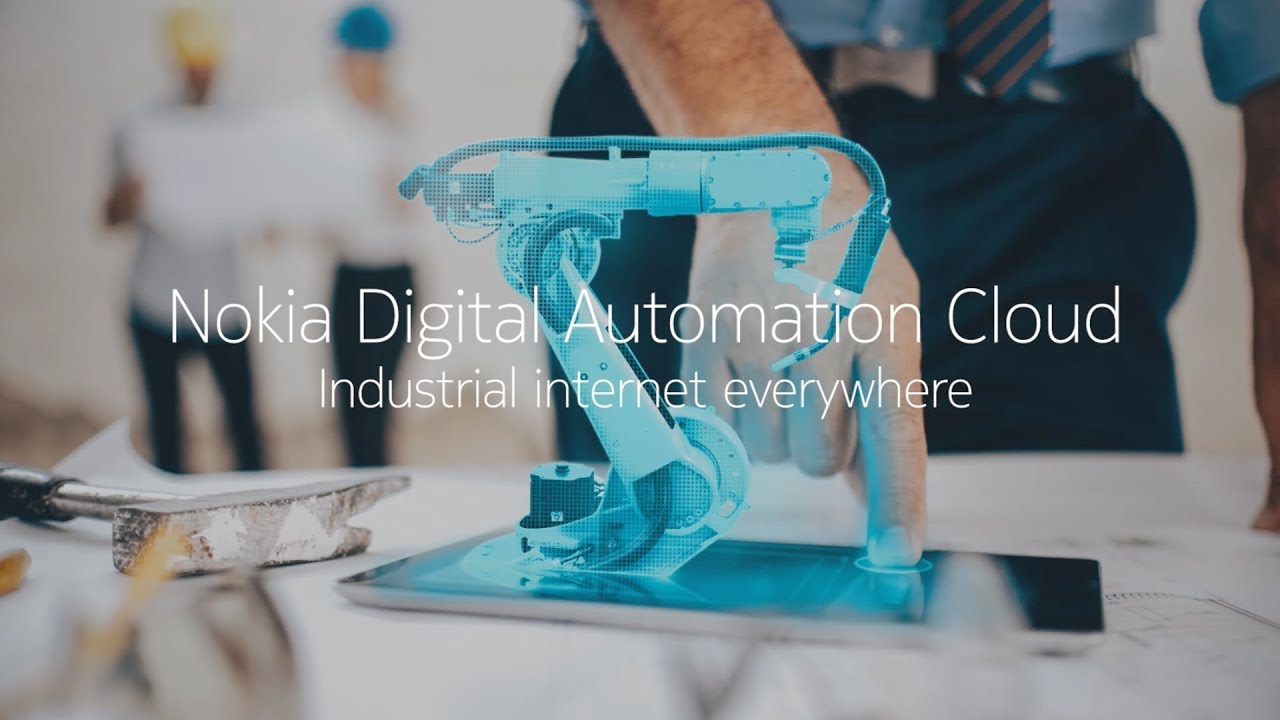 Nokia Digital Automation Cloud
Industrial internet everywhere